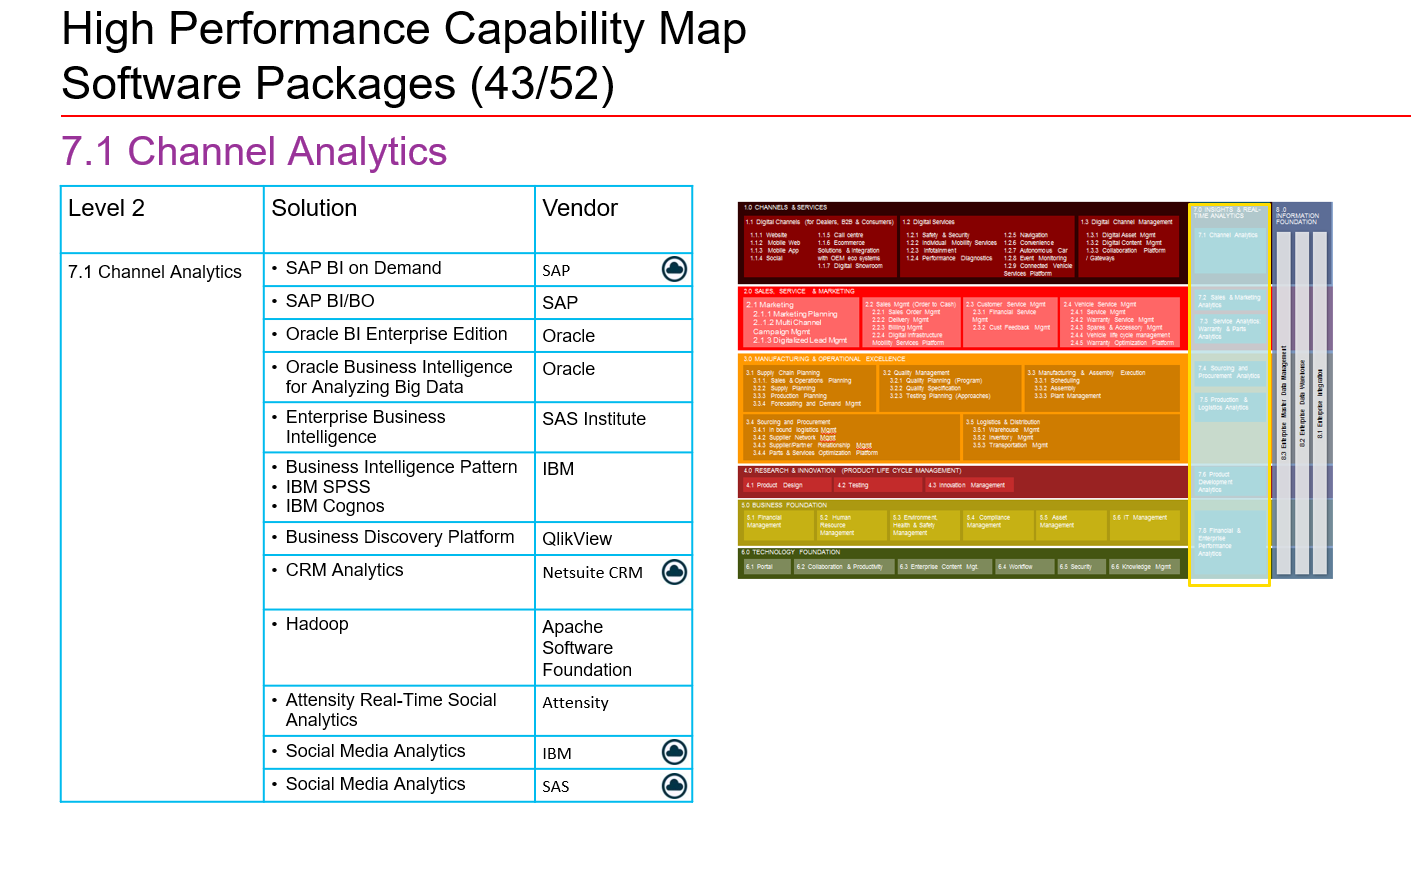 High Performance Capability Map
Software Packages (43/52)
7.1 Channel Analytics
Level 2
Solution
Vendor
7.1 Channel Analytics
• SAP BI on Demand
SAP
• SAP BI/BO
SAP
• Oracle BI Enterprise Edition
Oracle
• Oracle Business Intelligence
for Analyzing Big Data
Oracle
• Enterprise Business
Intelligence
SAS Institute
• Business Intelligence Pattern
• IBM SPSS
• IBM Cognos
IBM
• Business Discovery Platform
QlikView
• CRM Analytics
Netsuite CRM
• Hadoop
Apache
Software
Foundation
• Attensity Real-Time Social
Analytics
Attensity
• Social Media Analytics
IBM
• Social Media Analytics
SAS
1.0 CHANNELS & SERVICES
1.1 Digital Channels (for Dealers, B2B & Consumers)
1.1.1 Website
1.1.2 Mobile Web
1.1.3 Mobile App
1.1.4 Social
1.1.5 Call centre
1.1.6 Ecommerce
Solutions & Integration
with OEM eco systems
1.1.7 Digital Showroom
1.2 Digital Services
1.2.1 Safety & Security
1.2.2 Individual Mobility Services
1.2.3 Infotainment
1.2.4 Performance Diagnostics
1.2.5 Navigation
1.2.6 Convenience
1.2.7 Autonomous Car
1.2.8 Event Monitoring
1.2.9 Connected Vehicle
Services Platform
1.3 Digital Channel Management
1.3.1 Digital Asset Mgmt
1.3.2 Digital Content Mgmt
1.3.3 Collaboration Platform
/ Gateways
2.0 SALES, SERVICE & MARKETING
2.1 Marketing
2.1.1 Marketing Planning
2. 1.2 Multi Channel
Campaign Mgmt
2.1.3 Digitalized Lead Mgmt
2.2 Sales Mgmt (Order to Cash)
2.2.1 Sales Order Mgmt
2.2.2 Delivery Mgmt
2.2.3 Billing Mgmt
2.2.4 Digital Infrastructure
Mobility Services Platform
2.3 Customer Service Mgmt
2.3.1 Financial Service
Mgmt
2.3.2 Cust Feedback Mgmt
2.4 Vehicle Service Mgmt
2.4.1 Service Mgmt
2.4.2 Warranty Service Mgmt
2.4.3 Spares & Accessory Mgmt
2.4.4 Vehicle life cycle management
2.4.5 Warranty Optimization Platform
3.0 MANUFACTURING & OPERATIONAL EXCELLENCE
3.1 Supply Chain Planning
3.1.1 Sales & Operations Planning
3.2.2 Supply Planning
3.3.3 Production Planning
3.3.4 Forecasting and Demand Mgmt
3.2 Quality Management
3.2.1 Quality Planning (Program)
3.2.2 Quality Specification
3.2.3 Testing Planning (Approaches)
3.3 Manufacturing & Assembly Execution
3.3.1 Scheduling
3.3.2 Assembly
3.3.3 Plant Management
3.4 Sourcing and Procurement
3.4.1 In bound logistics Mgmt
3.4.2 Supplier Network Mgmt
3.4.3 Supplier/Partner Relationship Mgmt
3.4.4 Parts & Services Optimization Platform
3.5 Logistics & Distribution
3.5.1 Warehouse Mgmt
3.5.2 Inventory Mgmt
3.5.3 Transportation Mgmt
4.0 RESEARCH & INNOVATION (PRODUCT LIFE CYCLE MANAGEMENT)
4.1 Product Design
4.2 Testing
4.3 Innovation Management
5.0 BUSINESS FOUNDATION
5.1 Financial
Management
5.2 Human
Resource
Management
5.3 Environment,
Health & Safety
Management
5.4 Compliance
Management
5.5 Asset
Management
5.6 IT Management
6.0 TECHNOLOGY FOUNDATION
6.1 Portal
6.2 Collaboration & Productivity
6.3 Enterprise Content Mgt.
6.4 Workflow
6.5 Security
6.6 Knowledge Mgmt
7.0 INSIGHTS & REAL-
TIME ANALYTICS
7.1 Channel Analytics
7.2 Sales & Marketing
Analytics
7.3 Service Analytics
Warranty & Parts
Analytics
7.4 Sourcing and
Procurement Analytics
7.5 Production &
Logistics Analytics
Product
Development
Analytics
Financial &
Enterprise
Performance
Analytics
8 .0
INFORMATION
FOUNDATION
8.3 Enterprise Master Data Management
8.2 Enterprise Data Warehouse
8.1 Enterprise Integration